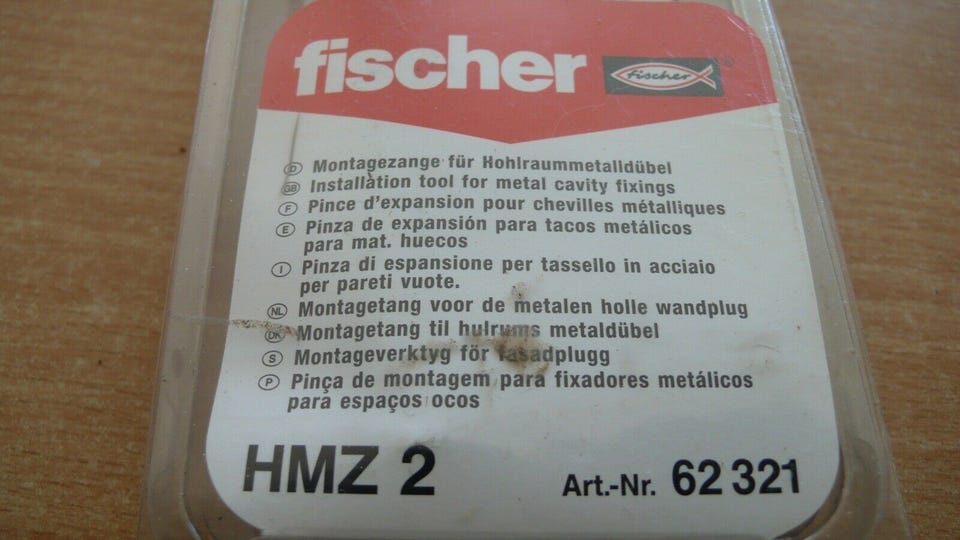 fischer fischer ®
D Montagezange für Hohlraummetalldübel
GB Installation tool for metal cavity fixings
F Pince d'expansion pour chevilles métalliques
E Pinza de expansión para tacos metálicos
para mat. huecos
I Pinza di espansione per tassello in acciaio
per pareti vuote.
NL Montagetang voor de metalen holle wandplug
DK Montagetang til hulrums metaldübel
S Montageverktyg för fasadplugg
P Pinça de montagem para fixadores metálicos
para espaços ocos
HMZ 2 Art.-Nr. 62 321